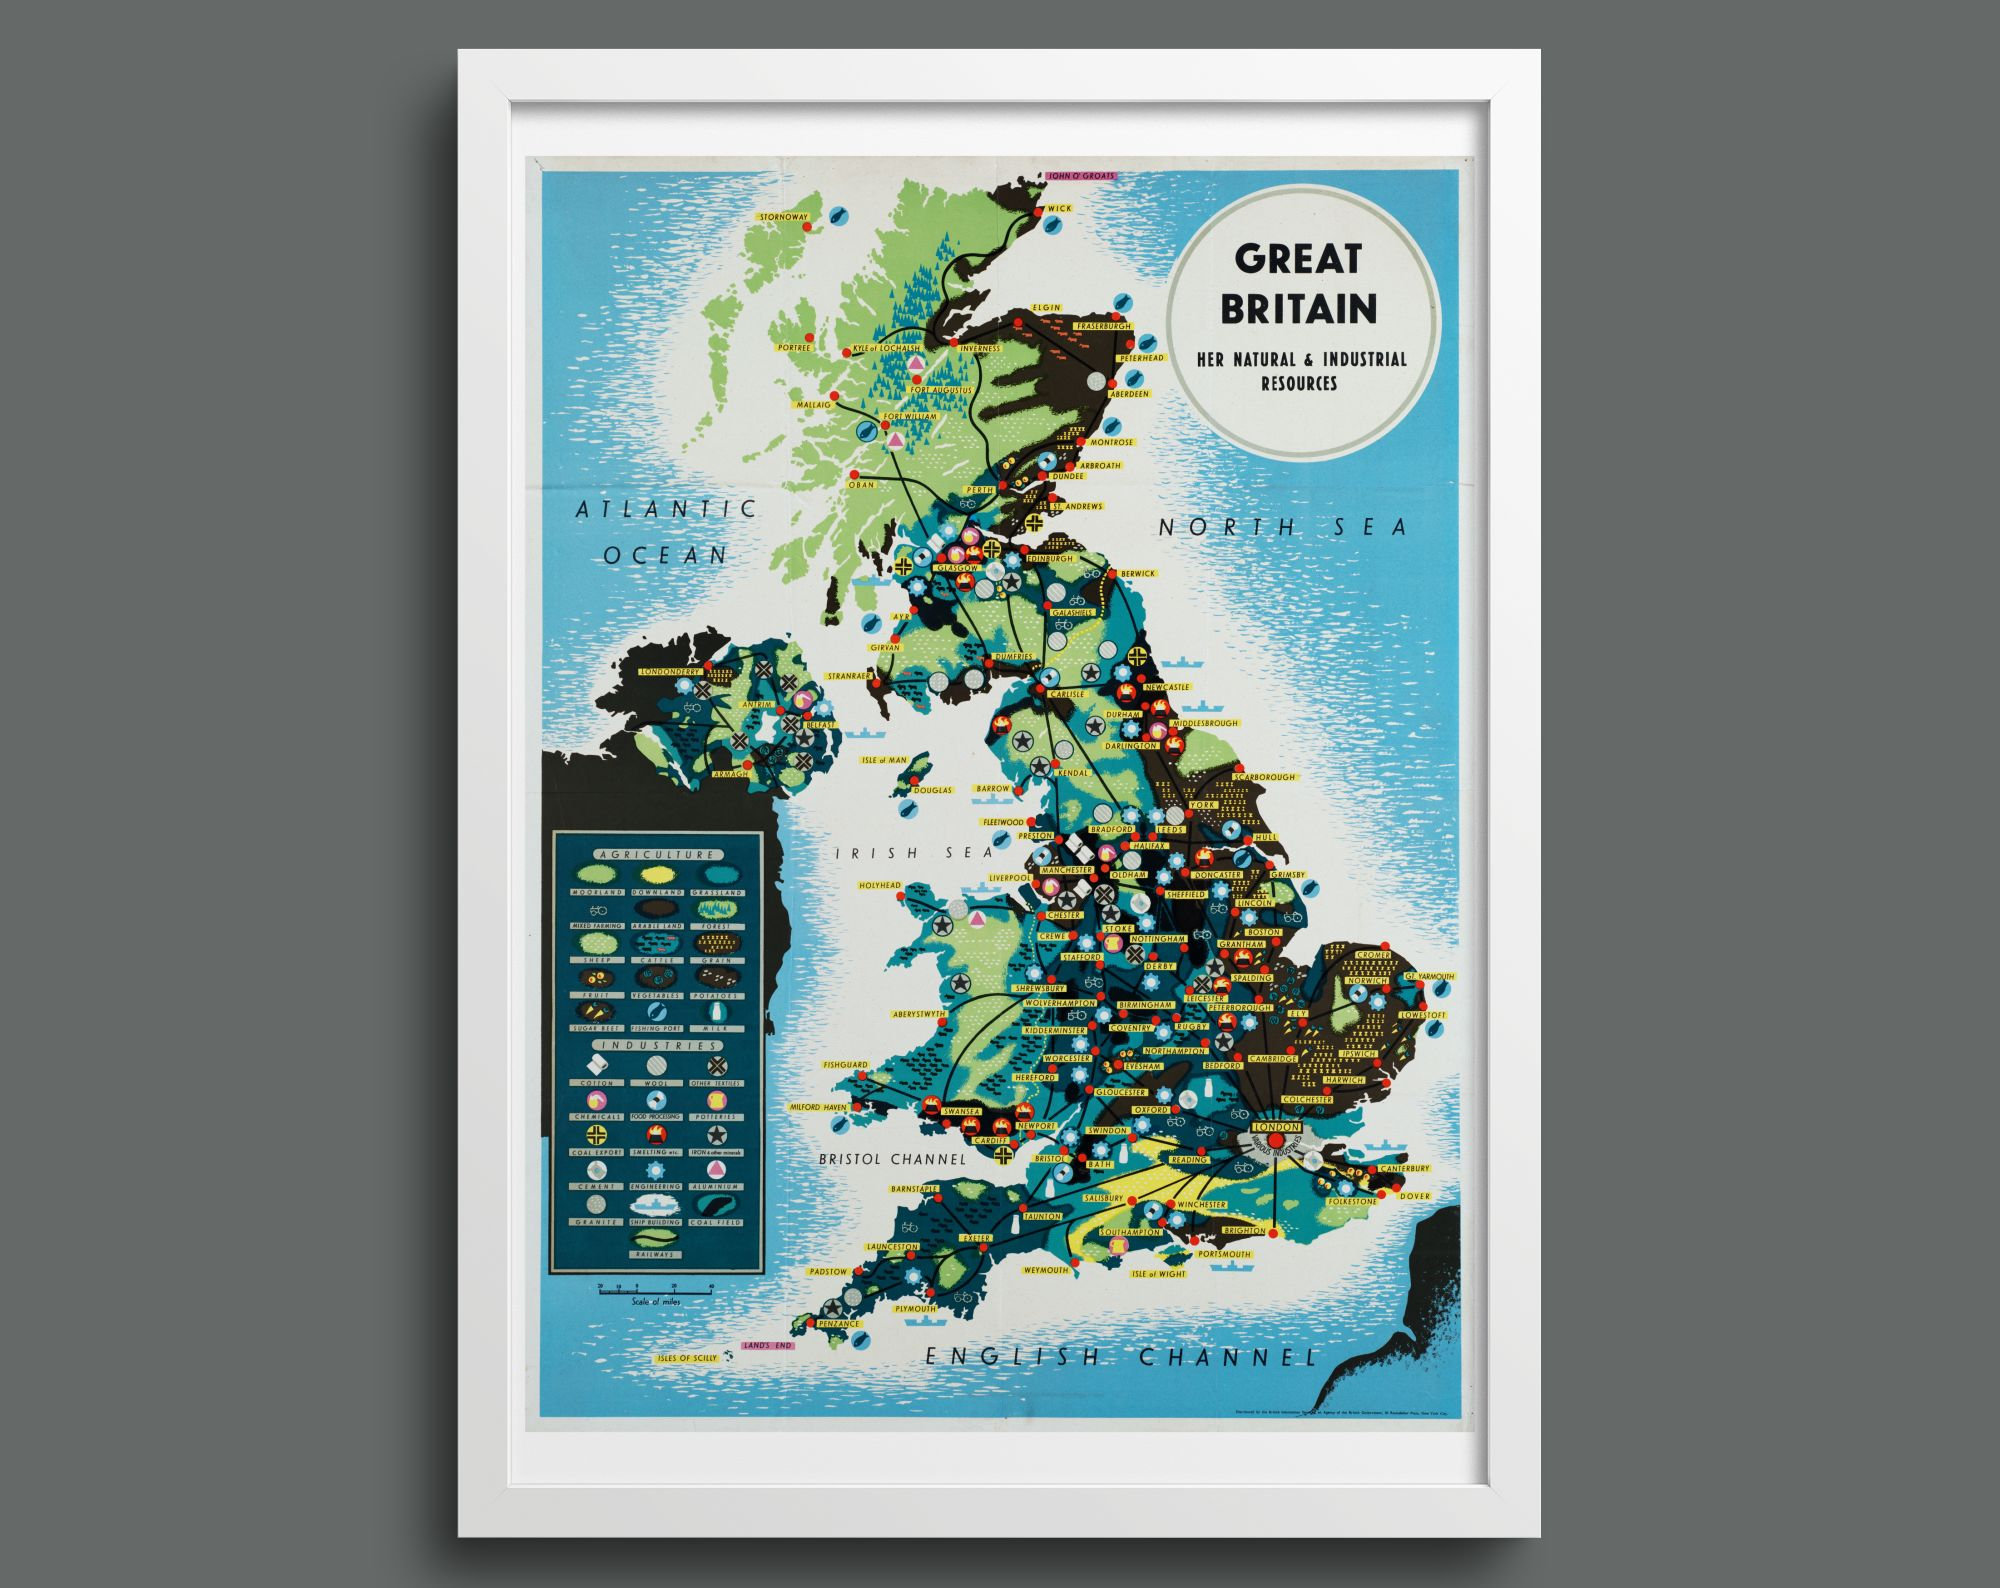 JOHN O' GROATS
WICK
STORNOWAY
GREAT
BRITAIN
HER NATURAL & INDUSTRIAL
RESOURCES
ELGIN
FRASERBURGH
PORTREE
KYLE of LOCHALSH
INVERNESS
PETERHEAD
FORT AUGUSTUS
ABERDEEN
MALLAIG
FORT WILLIAM
MONTROSE
ARBROATH
DUNDEE
OBAN
PERTH
ST. ANDREWS
ATLANTIC
OCEAN
NORTH SEA
EDINBURGH
GLASGOW
BERWICK
AYR
GALASHIELS
GIRVAN
DUMFRIES
LONDONDERRY
STRANRAER
NEWCASTLE
CARLISLE
ANTRIM
BELFAST
DURHAM
MIDDLESBROUGH
DARLINGTON
ISLE of MAN
ARMAGH
KENDAL
SCARBOROUGH
DOUGLAS
BARROW
YORK
FLEETWOOD
BRADFORD
LEEDS
PRESTON
HULL
HALIFAX
IRISH SEA
MANCHESTER
OLDHAM
DONCASTER
GRIMSBY
LIVERPOOL
HOLYHEAD
SHEFFIELD
LINCOLN
CHESTER
STOKE
BOSTON
CREWE
NOTTINGHAM
GRANTHAM
STAFFORD
DERBY
CROMER
SPALDING
NORWICH
GT. YARMOUTH
SHREWSBURY
LEICESTER
WOLVERHAMPTON
BIRMINGHAM
PETERBOROUGH
ELY
LOWESTOFT
ABERYSTWYTH
KIDDERMINSTER
COVENTRY
RUGBY
NORTHAMPTON
IPSWICH
WORCESTER
CAMBRIDGE
FISHGUARD
EVESHAM
BEDFORD
HEREFORD
HARWICH
GLOUCESTER
COLCHESTER
MILFORD HAVEN
SWANSEA
OXFORD
NEWPORT
LONDON
VARIOUS INDUSTRIES
SWINDON
CARDIFF
BRISTOL CHANNEL
BRISTOL
BATH
READING
CANTERBURY
BARNSTAPLE
SALISBURY
WINCHESTER
FOLKESTONE
DOVER
TAUNTON
SOUTHAMPTON
BRIGHTON
EXETER
LAUNCESTON
PORTSMOUTH
PADSTOW
WEYMOUTH
ISLE of WIGHT
PLYMOUTH
PENZANCE
LAND'S END
ISLES OF SCILLY
ENGLISH CHANNEL
AGRICULTURE
MOORLAND DOWNLAND GRASSLAND
MIXED FARMING ARABLE LAND FOREST
SHEEP CATTLE GRAIN
FRUIT VEGETABLES POTATOES
SUGAR BEET FISHING PORT MILK
INDUSTRIES
COTTON WOOL OTHER TEXTILES
CHEMICALS FOOD PROCESSING POTTERIES
COAL EXPORT SMELTING etc. IRON & other minerals
CEMENT ENGINEERING ALUMINIUM
GRANITE SHIP BUILDING COAL FIELD
RAILWAYS
20 10 0 20 40
Scale of miles